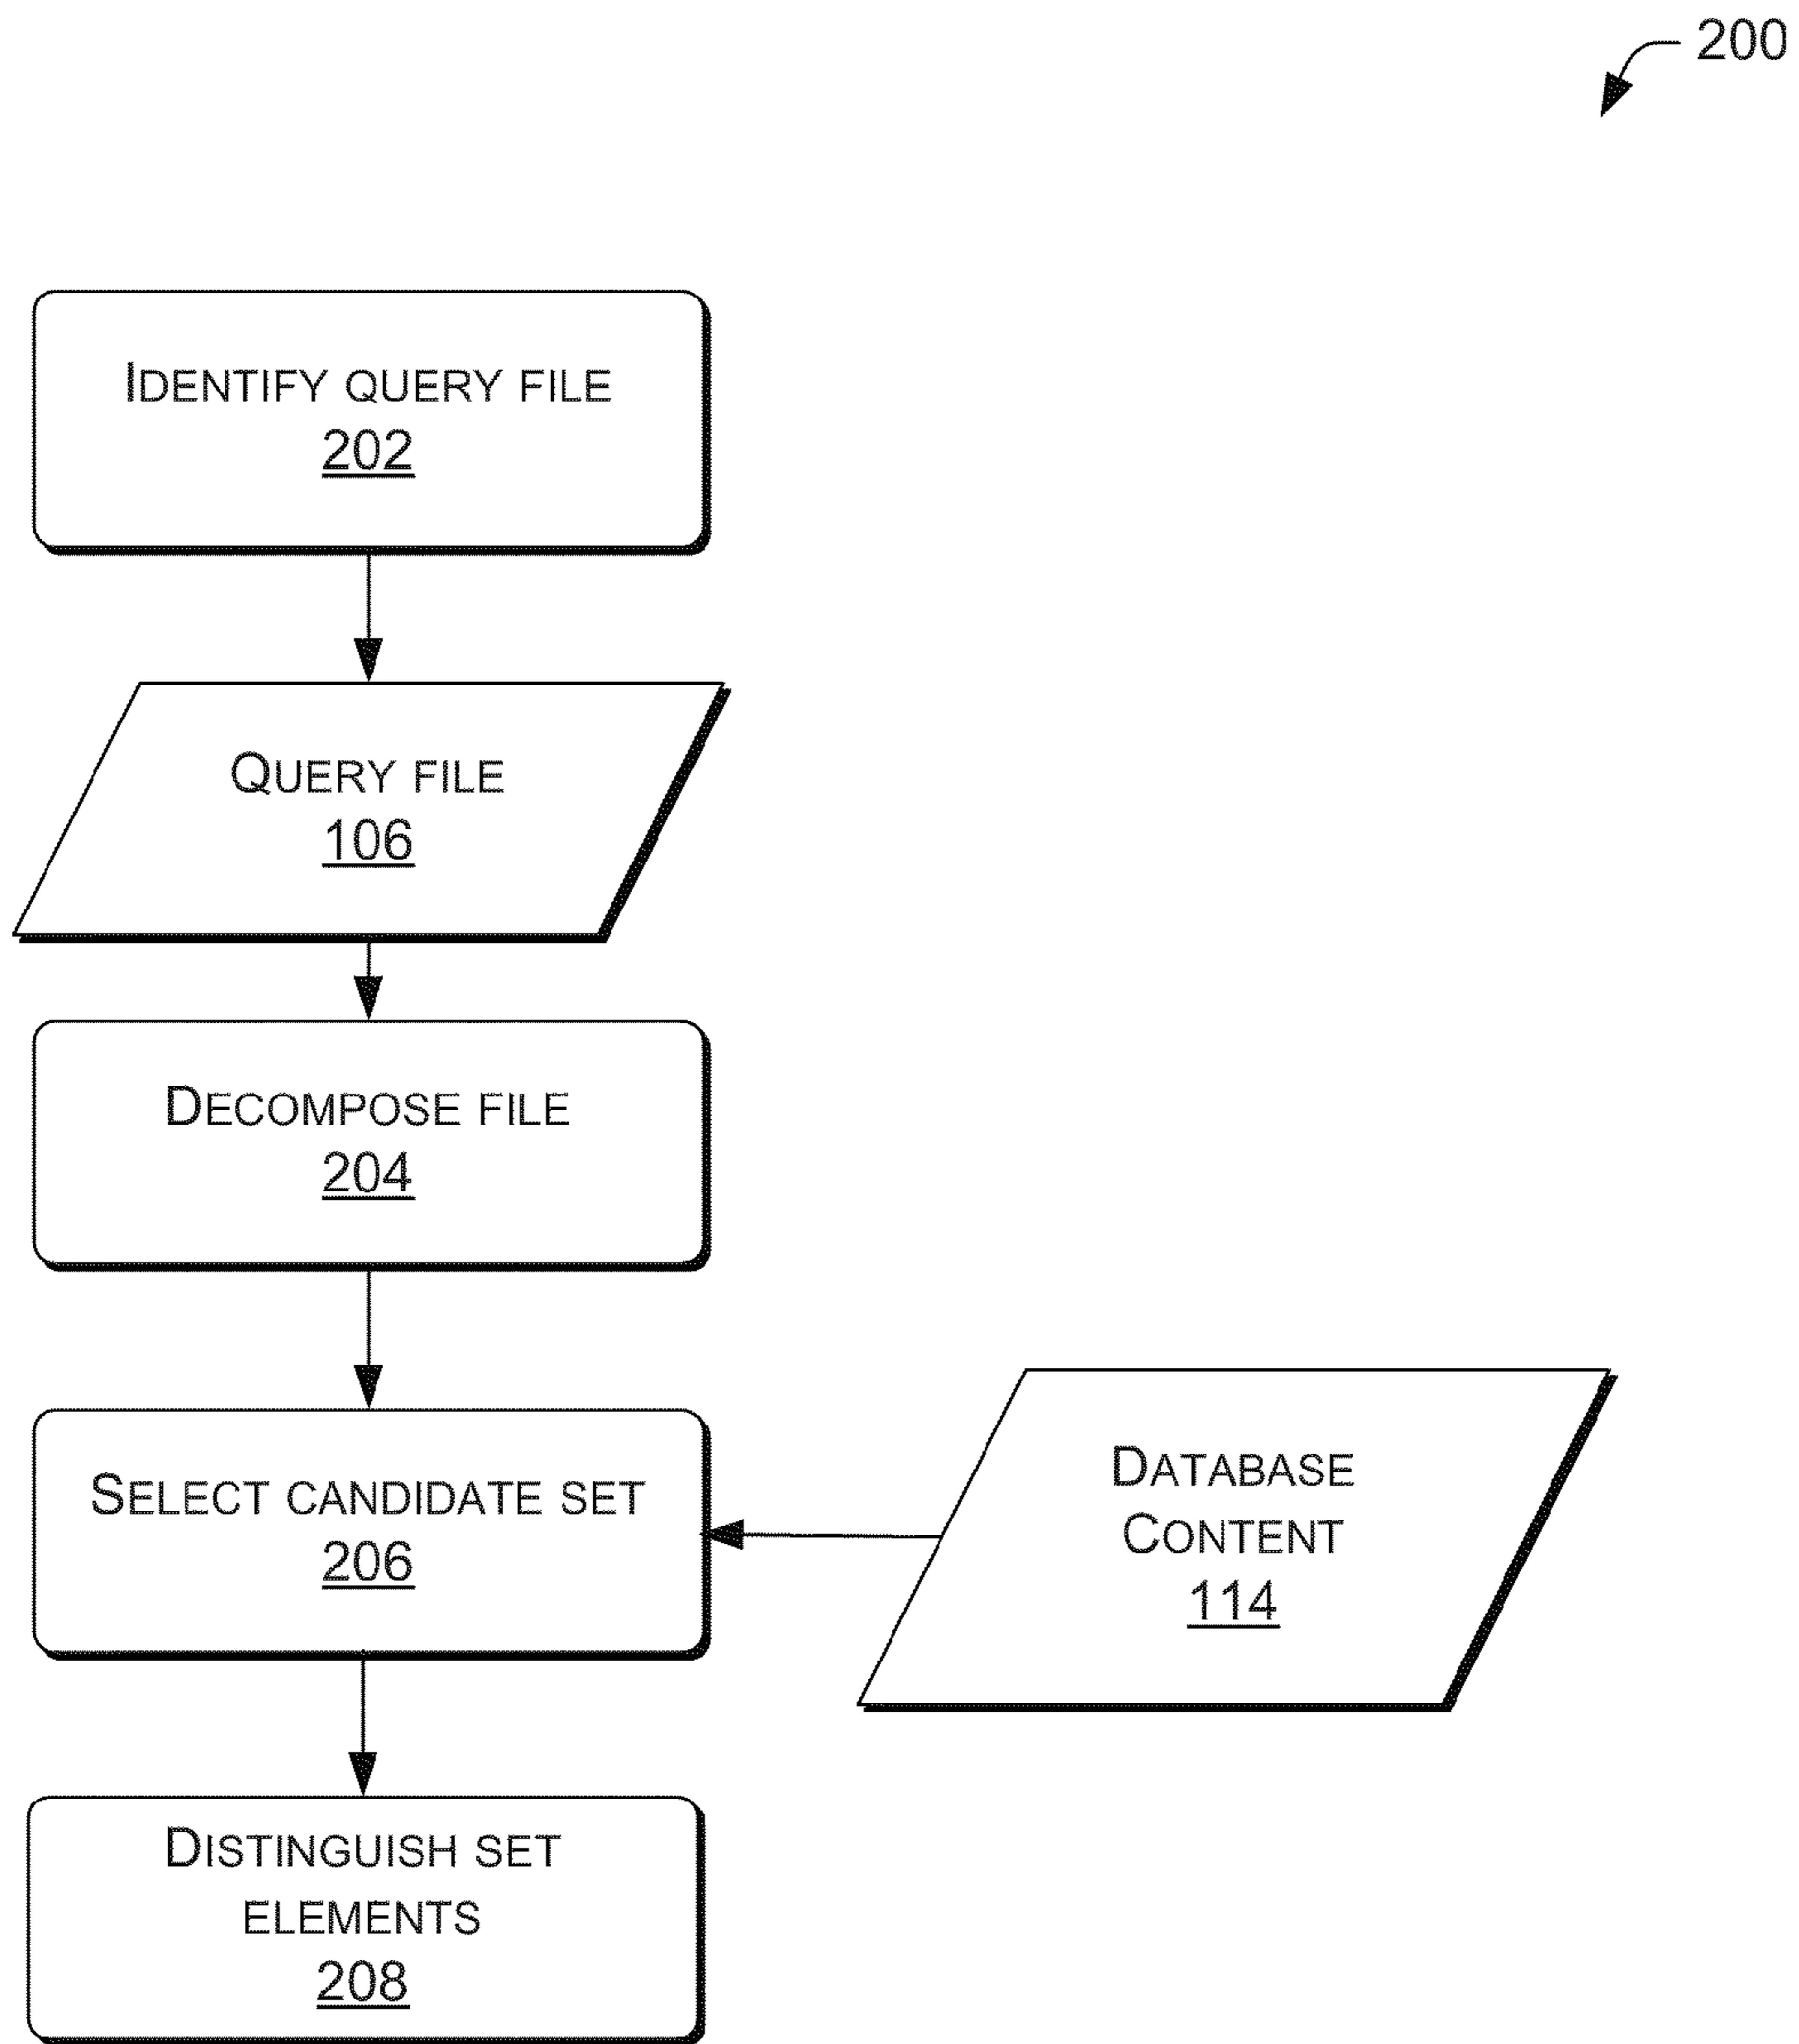 200
IDENTIFY QUERY FILE
202
QUERY FILE
106
DECOMPOSE FILE
204
SELECT CANDIDATE SET
206
DATABASE
CONTENT
114
DISTINGUISH SET
ELEMENTS
208